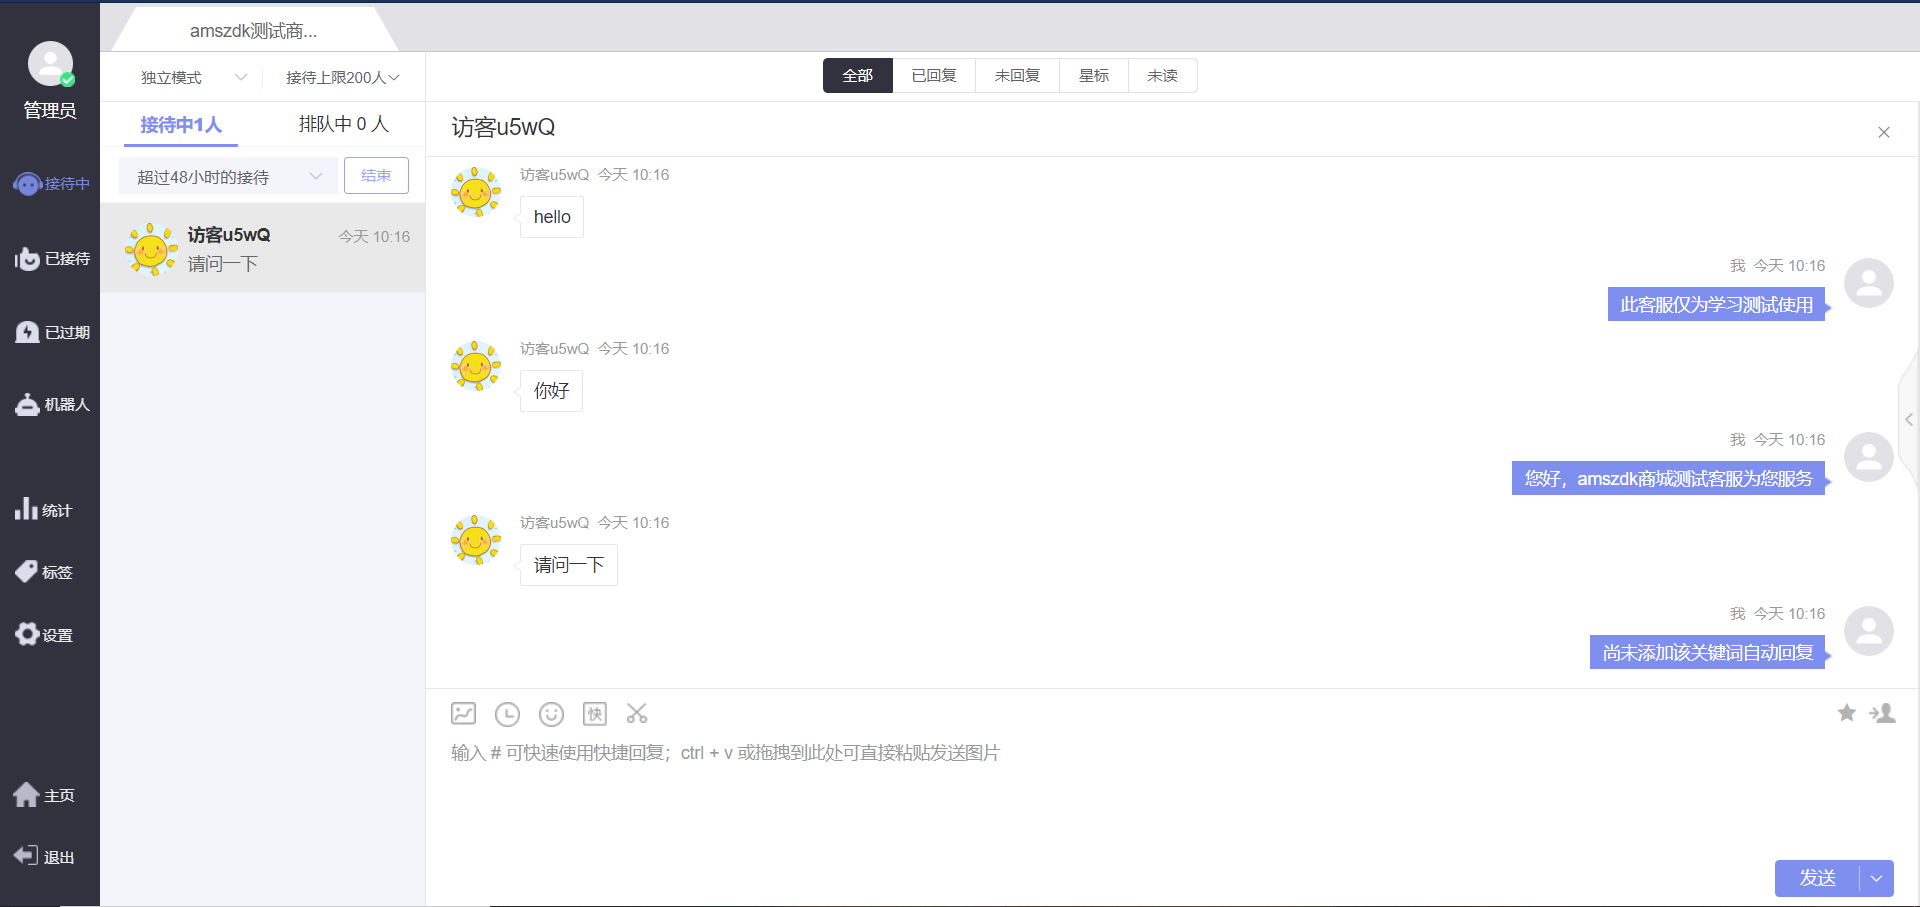 amszdk测试商...
管理员
接待中
已接待
已过期
机器人
统计
标签
设置
主页
退出
独立模式
接待上限200人
接待中1人
排队中 0 人
超过48小时的接待
结束
访客u5wQ
今天 10:16
请问一下
全部
已回复
未回复
星标
未读
访客u5wQ
访客u5wQ 今天 10:16
hello
我 今天 10:16
此客服仅为学习测试使用
访客u5wQ 今天 10:16
你好
我 今天 10:16
您好，amszdk商城测试客服为您服务
访客u5wQ 今天 10:16
请问一下
我 今天 10:16
尚未添加该关键词自动回复
快
输入 # 可快速使用快捷回复；ctrl + v 或拖拽到此处可直接粘贴发送图片
发送